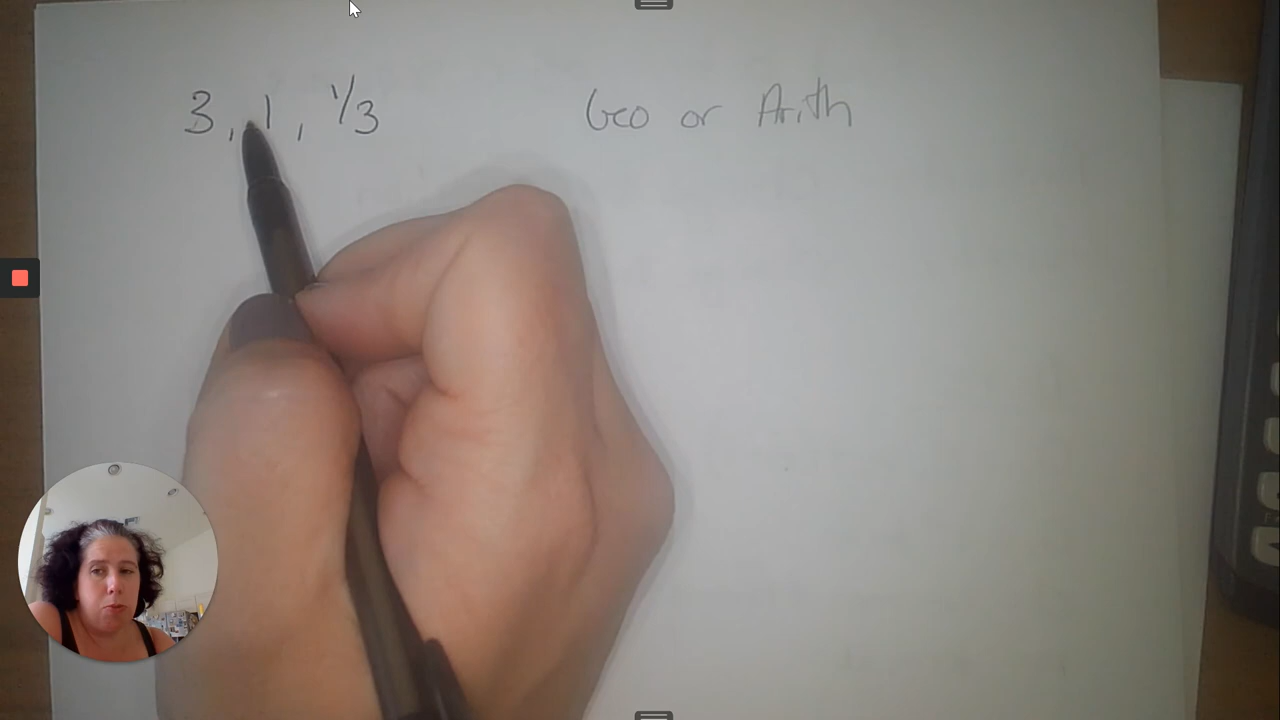 3, 1, 1/3 Geo or Arith